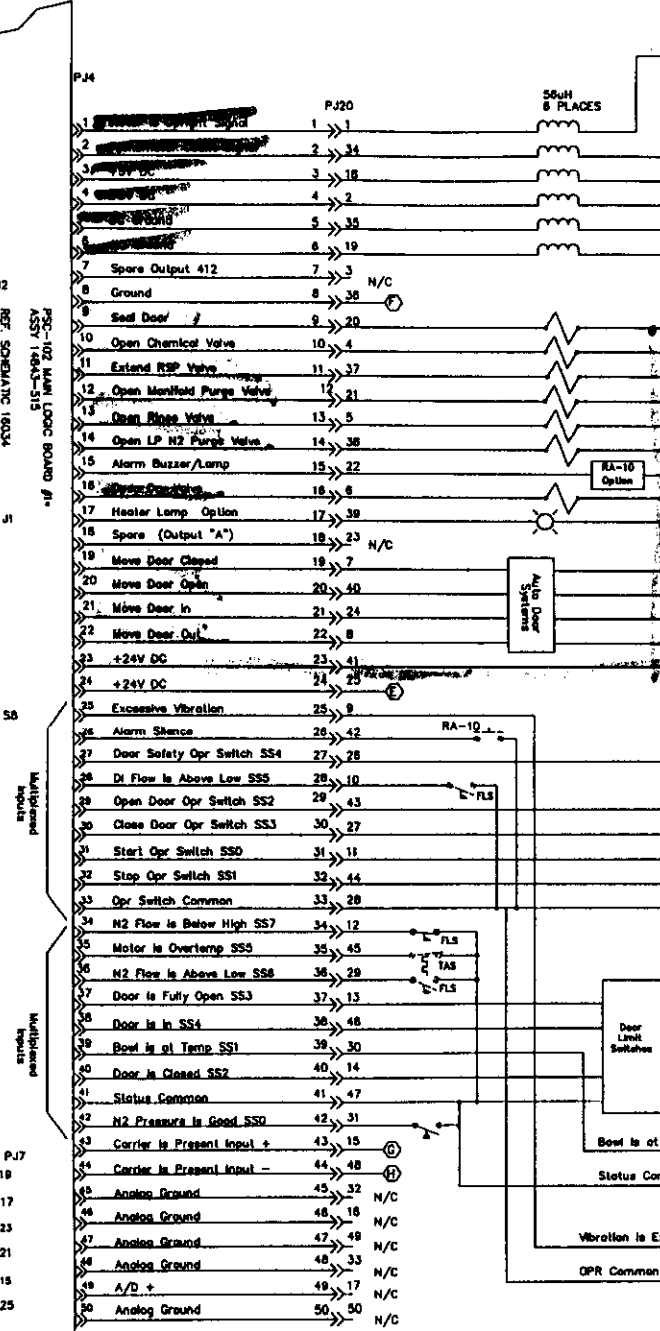 PJ4
56uH
PJ20
6 PLACES
1 Signal 1 1
2 2 34
3 +5V DC 3 16
4 4 2
Ground 5 35
6 6 19
7 Spare Output 412 7 3 N/C
8 Ground 8 36 F
9 Seal Door 9 20
10 Open Chemical Valve 10 4
11 Extend RSP Valve 11 37
12 Open Manifold Purge Valve 12 21
13 Open Rinse Valve 13 5
14 Open LP N2 Purge Valve 14 38
15 Alarm Buzzer/Lamp 15 22 RA-10 Option
16 16 6
17 Heater Lamp Option 17 39
18 Spare (Output "A") 18 23 N/C
19 Move Door Closed 19 7
20 Move Door Open 20 40
21 Move Door In 21 24
22 Move Door Out 22 8
Auto Door
Systems
23 +24V DC 23 41
24 +24V DC 24 25 E
25 Excessive Vibration 25 9
26 Alarm Silence 26 42 RA-10
27 Door Safety Opr Switch SS4 27 26
28 DI Flow Is Above Low SS5 28 10 FLS
29 Open Door Opr Switch SS2 29 43
30 Close Door Opr Switch SS3 30 27
31 Start Opr Switch SS0 31 11
32 Stop Opr Switch SS1 32 44
33 Opr Switch Common 33 28
34 N2 Flow is Below High SS7 34 12 FLS
35 Motor is Overtemp SS5 35 45 TAS
36 N2 Flow is Above Low SS6 36 29 FLS
37 Door is Fully Open SS3 37 13
38 Door is in SS4 38 46
39 Bowl is at Temp SS1 39 30
40 Door is Closed SS2 40 14
Door
Limit
Switches
41 Status Common 41 47
42 N2 Pressure is Good SS0 42 31
43 Carrier is Present Input + 43 15 G
Bowl is at
44 Carrier is Present Input - 44 48 H
Status Co
45 Analog Ground 45 32 N/C
46 Analog Ground 46 16 N/C
47 Analog Ground 47 49 N/C
Vibration is E
48 Analog Ground 48 33 N/C
OPR Common
49 A/D + 49 17 N/C
50 Analog Ground 50 50 N/C
PSC-102 MAIN LOGIC BOARD #1
ASSY 14843-515
REF. SCHEMATIC 16034
J1
S8
Multiplexed
Inputs
Multiplexed
Inputs
PJ7
19
17
23
21
15
25